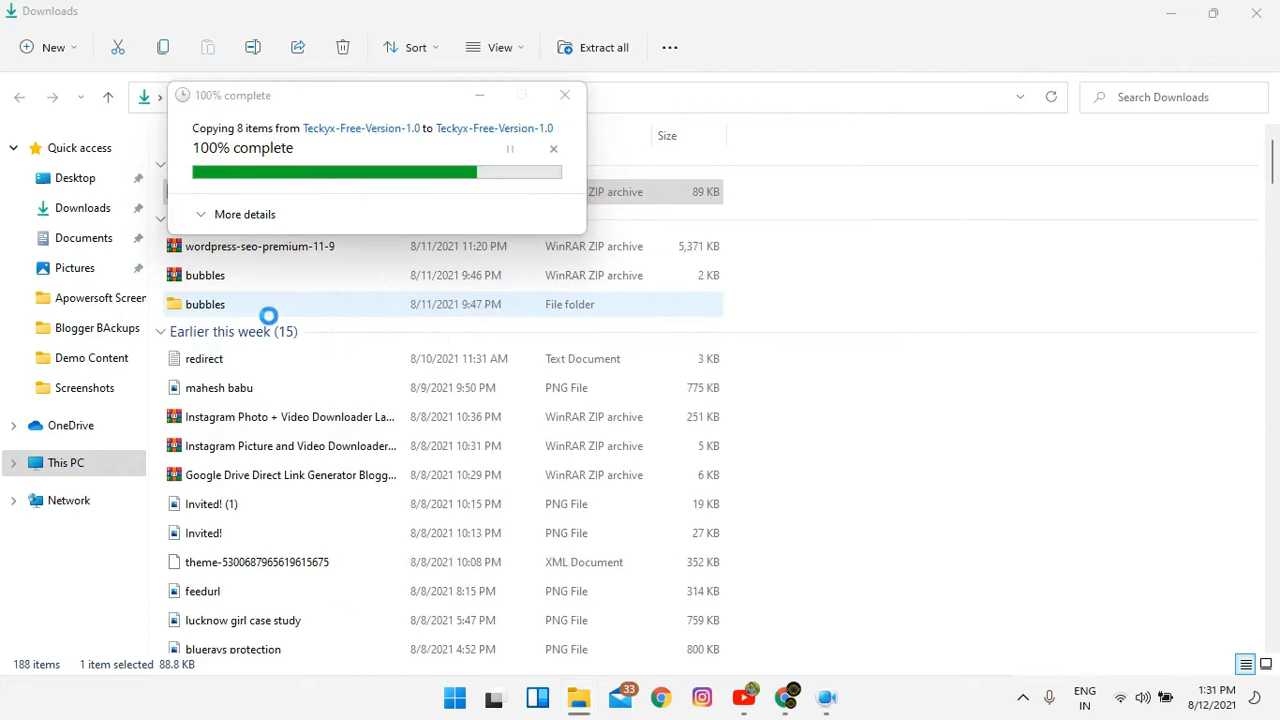 Downloads
New
Sort
View
Extract all
Search Downloads
100% complete
Copying 8 items from Teckyx-Free-Version-1.0 to Teckyx-Free-Version-1.0
100% complete
More details
Size
ZIP archive 89 KB
wordpress-seo-premium-11-9 8/11/2021 11:20 PM WinRAR ZIP archive 5,371 KB
bubbles 8/11/2021 9:46 PM WinRAR ZIP archive 2 KB
bubbles 8/11/2021 9:47 PM File folder
Earlier this week (15)
redirect 8/10/2021 11:31 AM Text Document 3 KB
mahesh babu 8/9/2021 9:50 PM PNG File 775 KB
Instagram Photo + Video Downloader La... 8/8/2021 10:36 PM WinRAR ZIP archive 251 KB
Instagram Picture and Video Downloader... 8/8/2021 10:31 PM WinRAR ZIP archive 5 KB
Google Drive Direct Link Generator Blogg... 8/8/2021 10:29 PM WinRAR ZIP archive 6 KB
Invited! (1) 8/8/2021 10:15 PM PNG File 19 KB
Invited! 8/8/2021 10:13 PM PNG File 27 KB
theme-5300687965619615675 8/8/2021 10:08 PM XML Document 352 KB
feedurl 8/8/2021 8:15 PM PNG File 314 KB
lucknow girl case study 8/8/2021 5:47 PM PNG File 759 KB
bluerays protection 8/8/2021 4:52 PM PNG File 800 KB
Quick access
Desktop
Downloads
Documents
Pictures
Apowersoft Screen
Blogger BAckups
Demo Content
Screenshots
OneDrive
This PC
Network
188 items 1 item selected 88.8 KB
33
ENG
IN
1:31 PM
8/12/2021